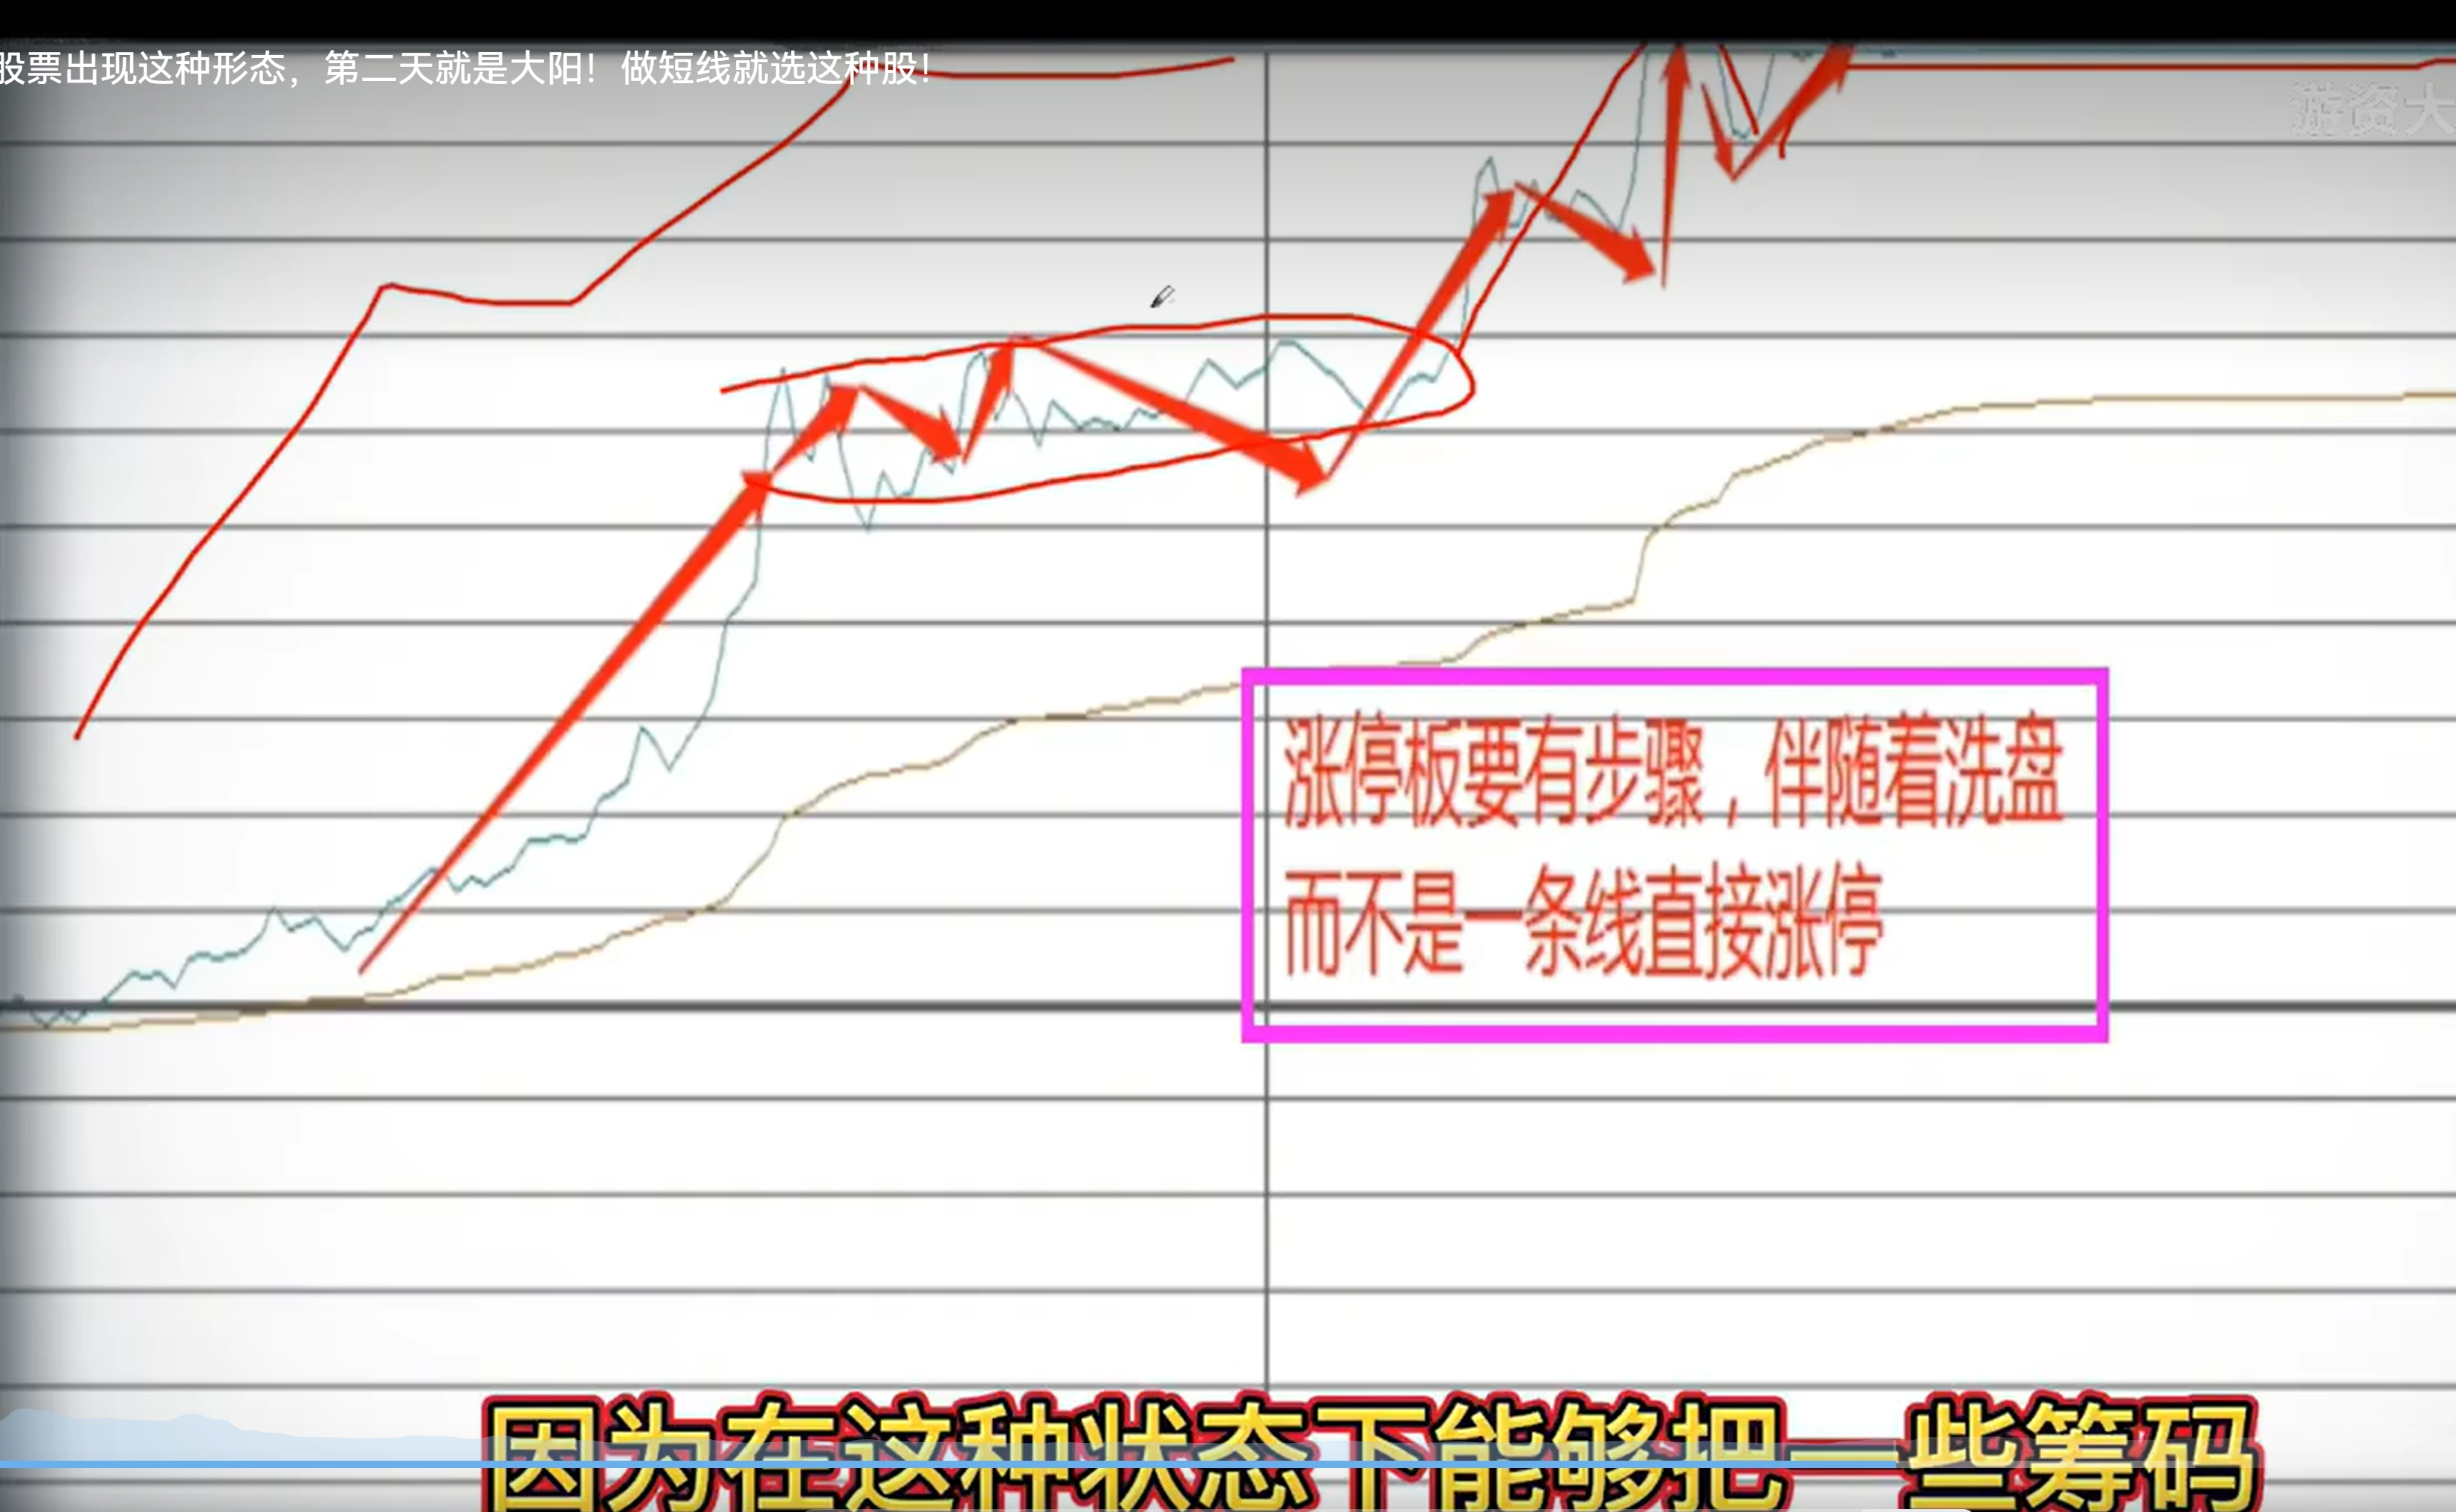 股票出现这种形态，第二天就是大阳！做短线就选这种股！
游资大
涨停板要有步骤，伴随着洗盘
而不是一条线直接涨停
因为在这种状态下能够把一些筹码